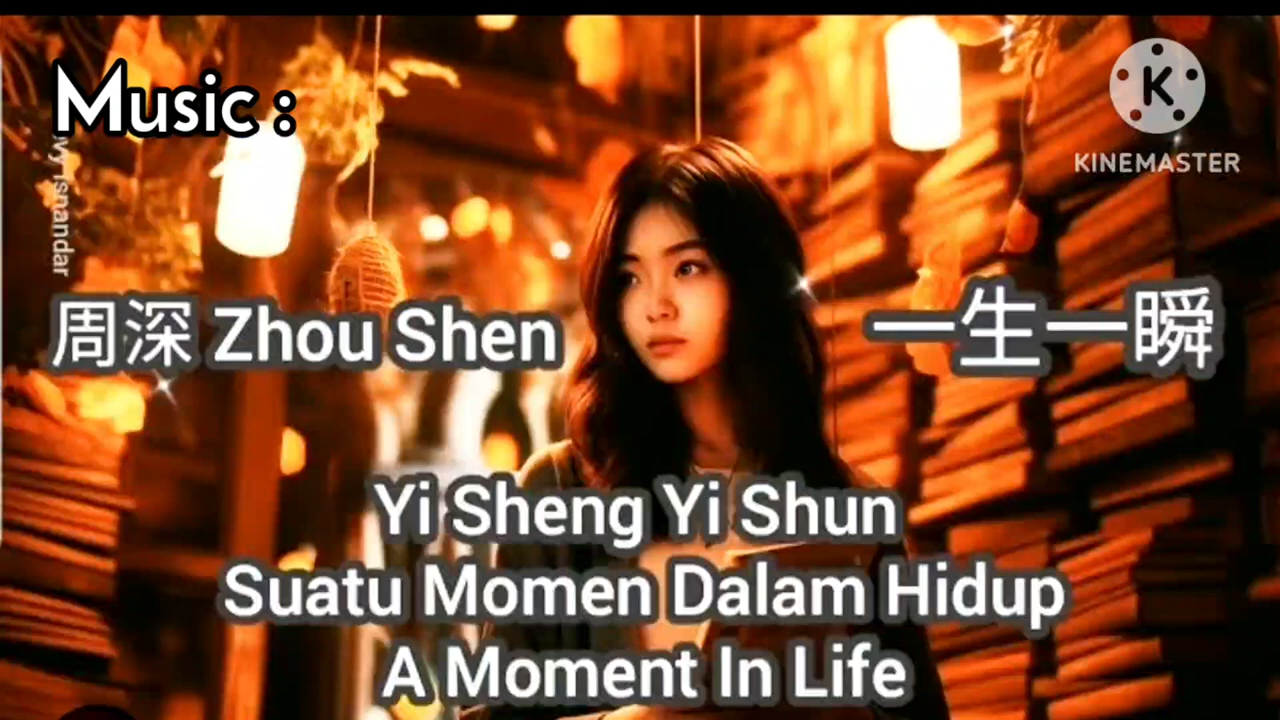 Music :
K
KINEMASTER
周深 Zhou Shen
一生一瞬
Yi Sheng Yi Shun
Suatu Momen Dalam Hidup
A Moment In Life